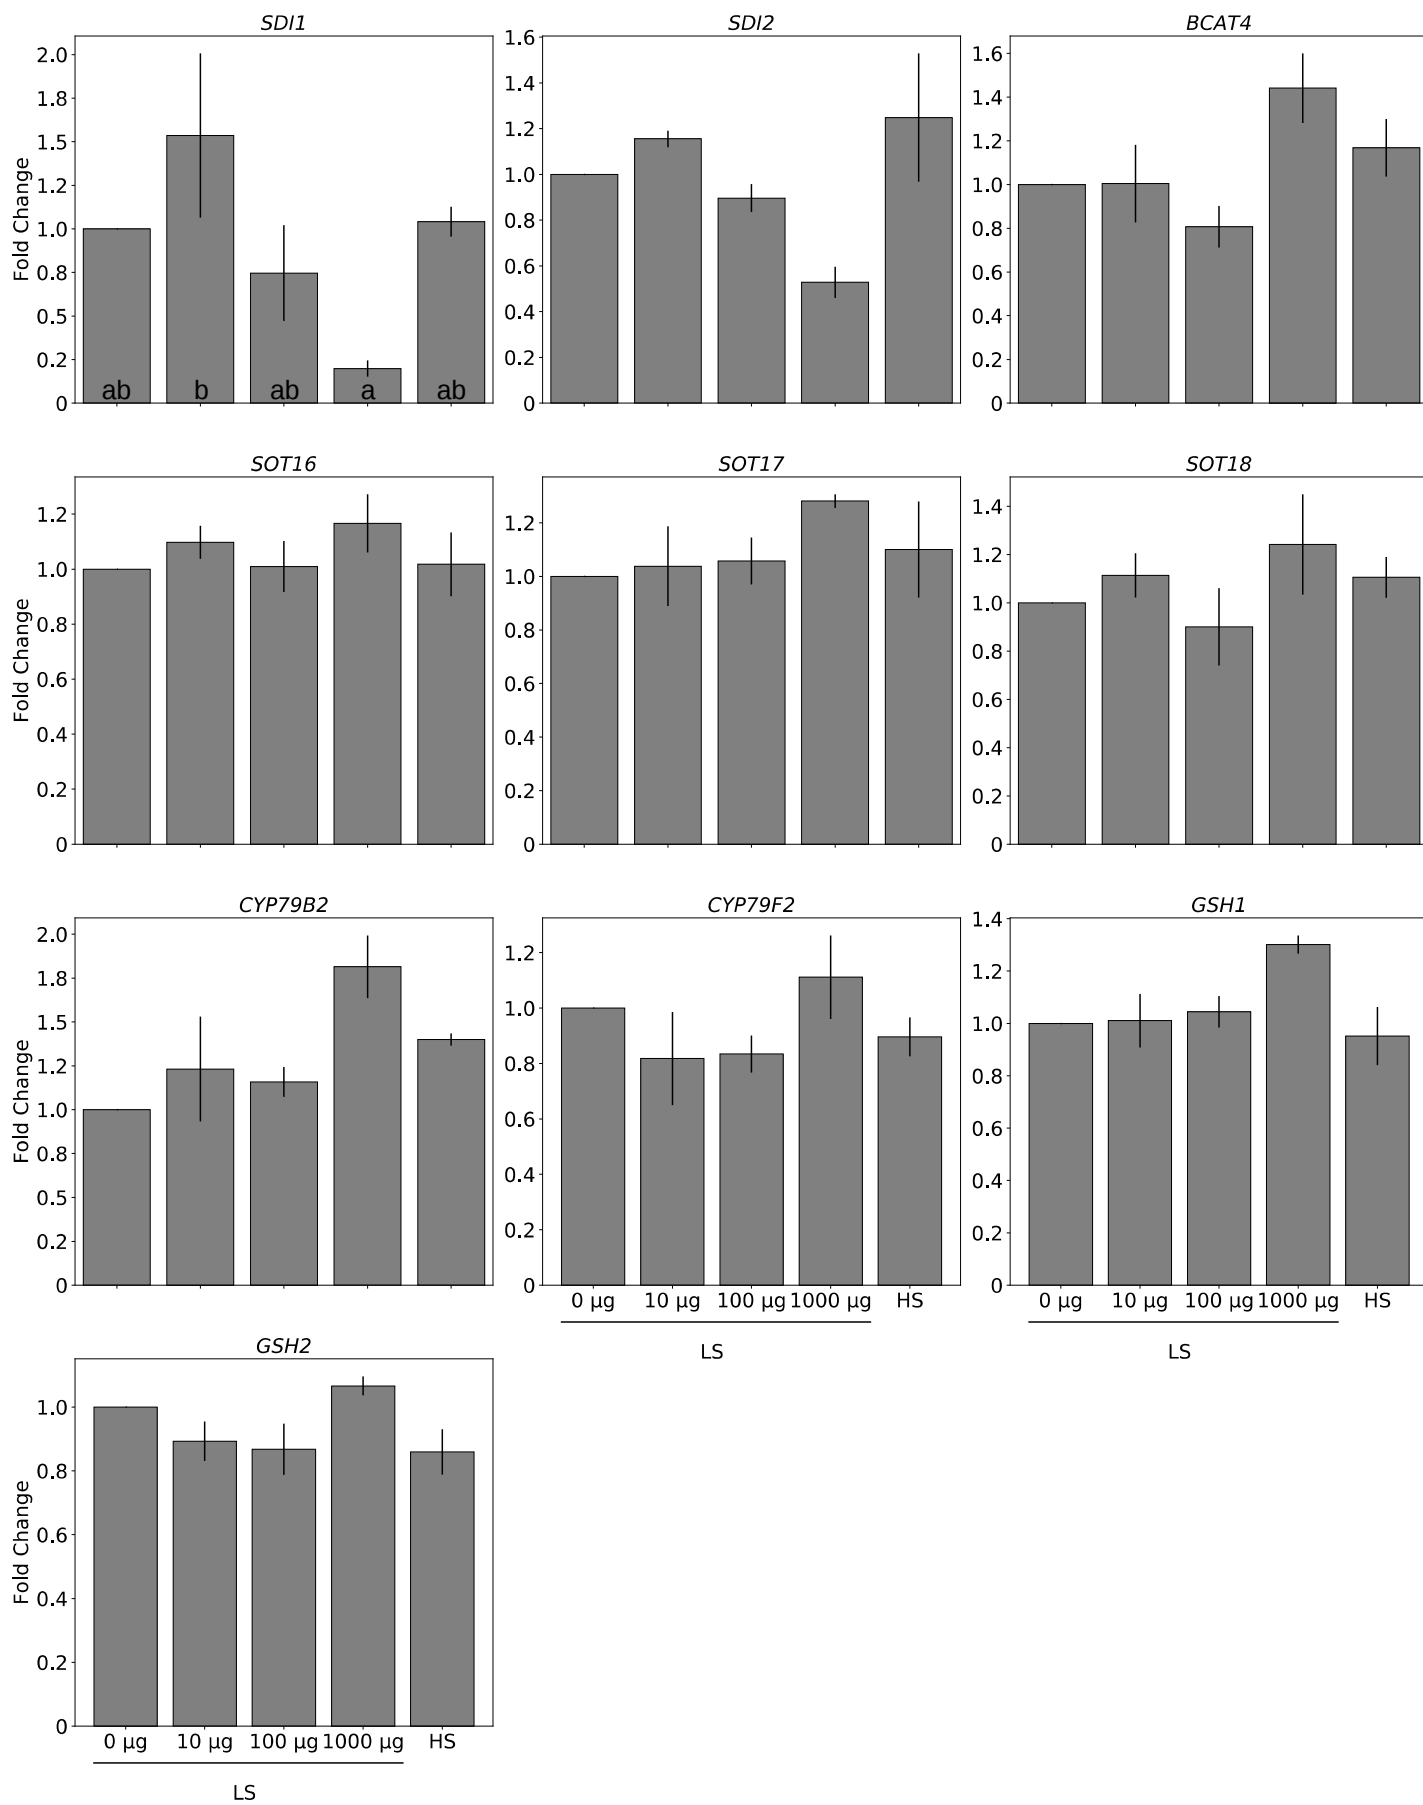 SDI1
SDI2
BCAT4
Fold Change
2.0
1.8
1.5
1.2
1.0
0.8
0.5
0.2
0
ab
b
ab
a
ab
1.6
1.4
1.2
1.0
0.8
0.6
0.4
0.2
0
1.6
1.4
1.2
1.0
0.8
0.6
0.4
0.2
0
SOT16
SOT17
SOT18
Fold Change
1.2
1.0
0.8
0.6
0.4
0.2
0
1.2
1.0
0.8
0.6
0.4
0.2
0
1.4
1.2
1.0
0.8
0.6
0.4
0.2
0
CYP79B2
CYP79F2
GSH1
Fold Change
2.0
1.8
1.5
1.2
1.0
0.8
0.5
0.2
0
1.2
1.0
0.8
0.6
0.4
0.2
0
0 µg
10 µg
100 µg
1000 µg
HS
LS
1.4
1.2
1.0
0.8
0.6
0.4
0.2
0
0 µg
10 µg
100 µg
1000 µg
HS
LS
GSH2
Fold Change
1.0
0.8
0.6
0.4
0.2
0
0 µg
10 µg
100 µg
1000 µg
HS
LS